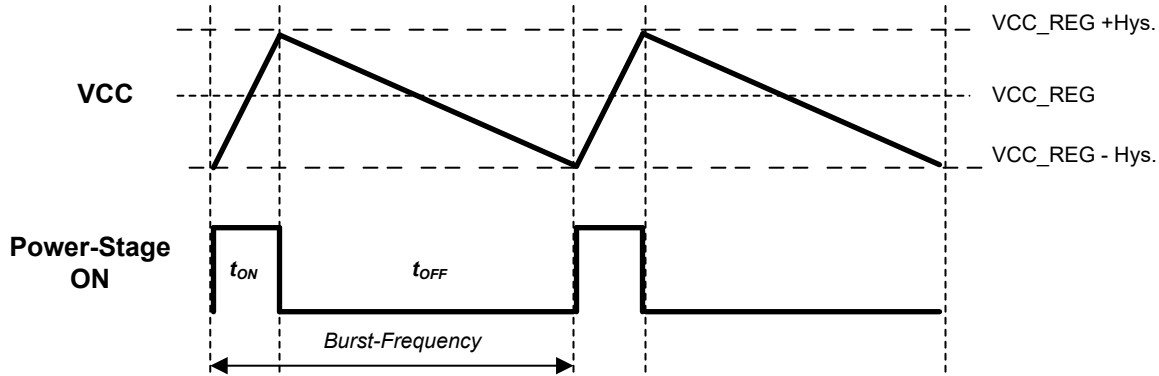 VCC_REG +Hys.
VCC
VCC_REG
VCC_REG - Hys.
Power-Stage
ON
tON
tOFF
Burst-Frequency